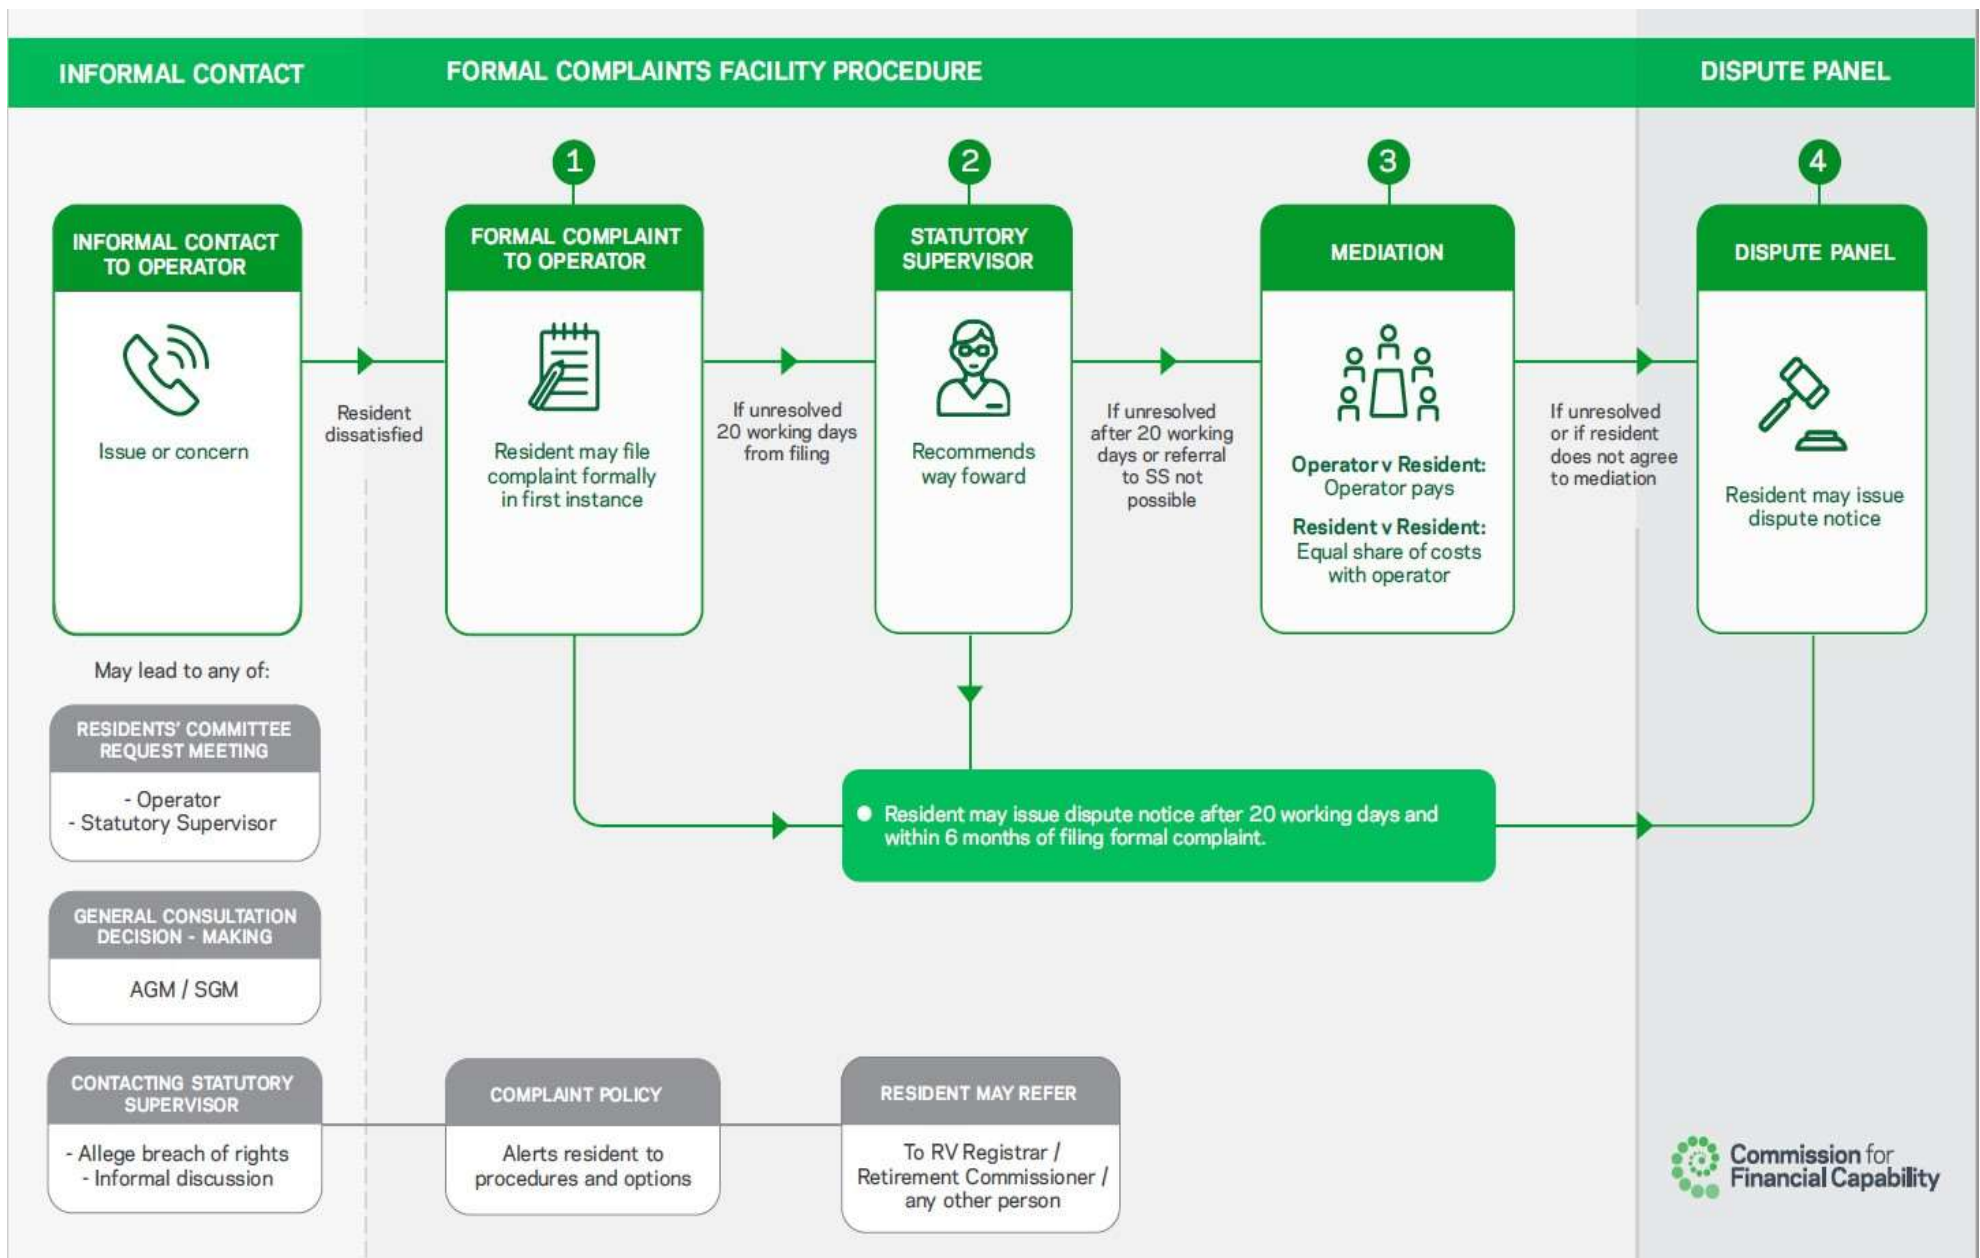 INFORMAL CONTACT
FORMAL COMPLAINTS FACILITY PROCEDURE
DISPUTE PANEL
INFORMAL CONTACT
TO OPERATOR
Issue or concern
Resident
dissatisfied
1
FORMAL COMPLAINT
TO OPERATOR
Resident may file
complaint formally
in first instance
If unresolved
20 working days
from filing
2
STATUTORY
SUPERVISOR
Recommends
way foward
If unresolved
after 20 working
days or referral
to SS not
possible
3
MEDIATION
Operator v Resident:
Operator pays
Resident v Resident:
Equal share of costs
with operator
If unresolved
or if resident
does not agree
to mediation
4
DISPUTE PANEL
Resident may issue
dispute notice
Resident may issue dispute notice after 20 working days and
within 6 months of filing formal complaint.
May lead to any of:
RESIDENTS' COMMITTEE
REQUEST MEETING
- Operator
- Statutory Supervisor
GENERAL CONSULTATION
DECISION - MAKING
AGM / SGM
CONTACTING STATUTORY
SUPERVISOR
- Allege breach of rights
- Informal discussion
COMPLAINT POLICY
Alerts resident to
procedures and options
RESIDENT MAY REFER
To RV Registrar /
Retirement Commissioner /
any other person
Commission for
Financial Capability